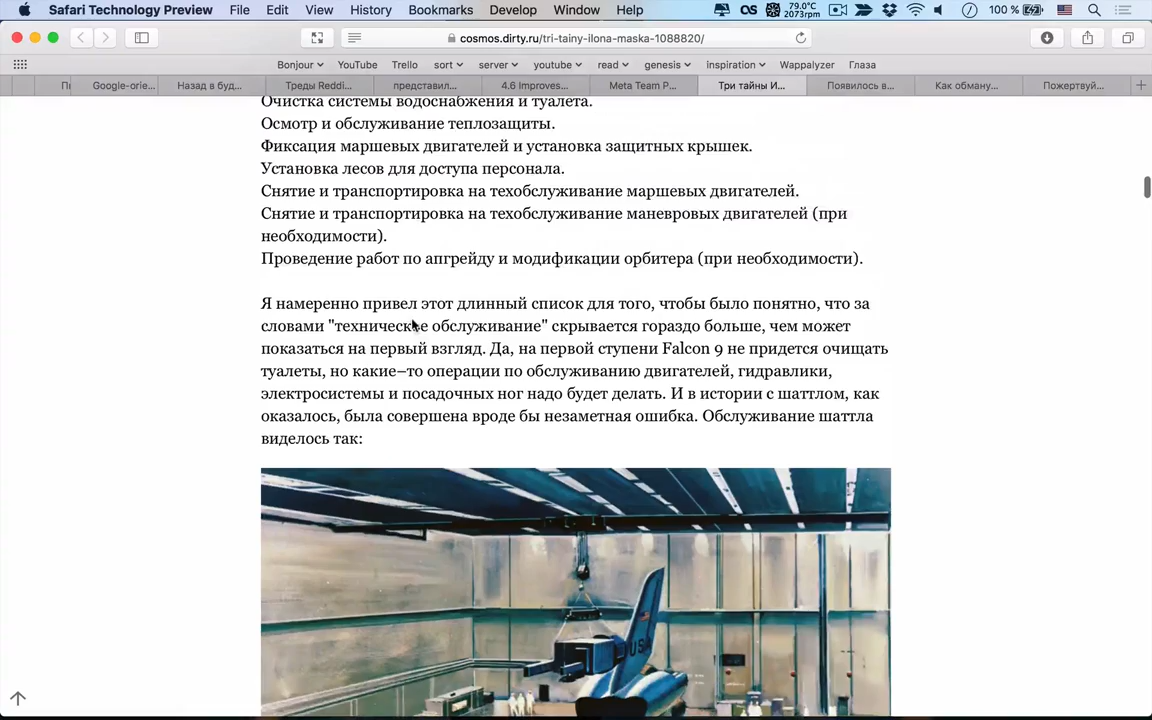 Safari Technology Preview File Edit View History Bookmarks Develop Window Help OS 79.0°C 2073rpm 100 %
cosmos.dirty.ru/tri-tainy-ilona-maska-1088820/
Bonjour YouTube Trello sort server youtube read genesis inspiration Wappalyzer Глаза
Google-orie... Назад в буд... Треды Reddi... представил... 4.6 Improves... Meta Team P... Три тайны И... Появилось в... Как обману... Пожертвуй...
Очистка системы водоснабжения и туалета.
Осмотр и обслуживание теплозащиты.
Фиксация маршевых двигателей и установка защитных крышек.
Установка лесов для доступа персонала.
Снятие и транспортировка на техобслуживание маршевых двигателей.
Снятие и транспортировка на техобслуживание маневровых двигателей (при
необходимости).
Проведение работ по апгрейду и модификации орбитера (при необходимости).
Я намеренно привел этот длинный список для того, чтобы было понятно, что за
словами "техническое обслуживание" скрывается гораздо больше, чем может
показаться на первый взгляд. Да, на первой ступени Falcon 9 не придется очищать
туалеты, но какие–то операции по обслуживанию двигателей, гидравлики,
электросистемы и посадочных ног надо будет делать. И в истории с шаттлом, как
оказалось, была совершена вроде бы незаметная ошибка. Обслуживание шаттла
виделось так: